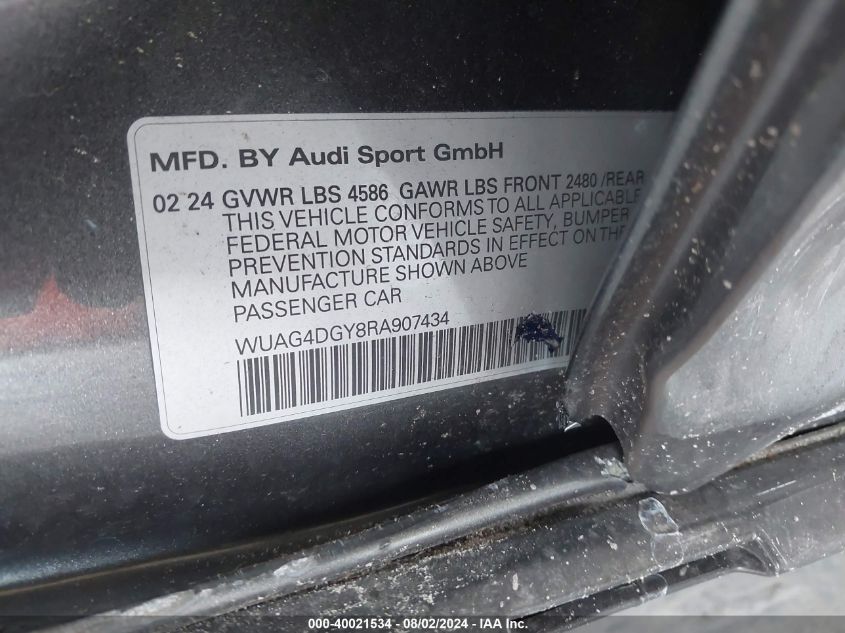 MFD. BY Audi Sport GmbH
02 24 GVWR LBS 4586 GAWR LBS FRONT 2480 /REAR
THIS VEHICLE CONFORMS TO ALL APPLICABLE
FEDERAL MOTOR VEHICLE SAFETY, BUMPER
PREVENTION STANDARDS IN EFFECT ON THE
MANUFACTURE SHOWN ABOVE
PASSENGER CAR
WUAG4DGY8RA907434
000-40021534 - 08/02/2024 - IAA Inc.